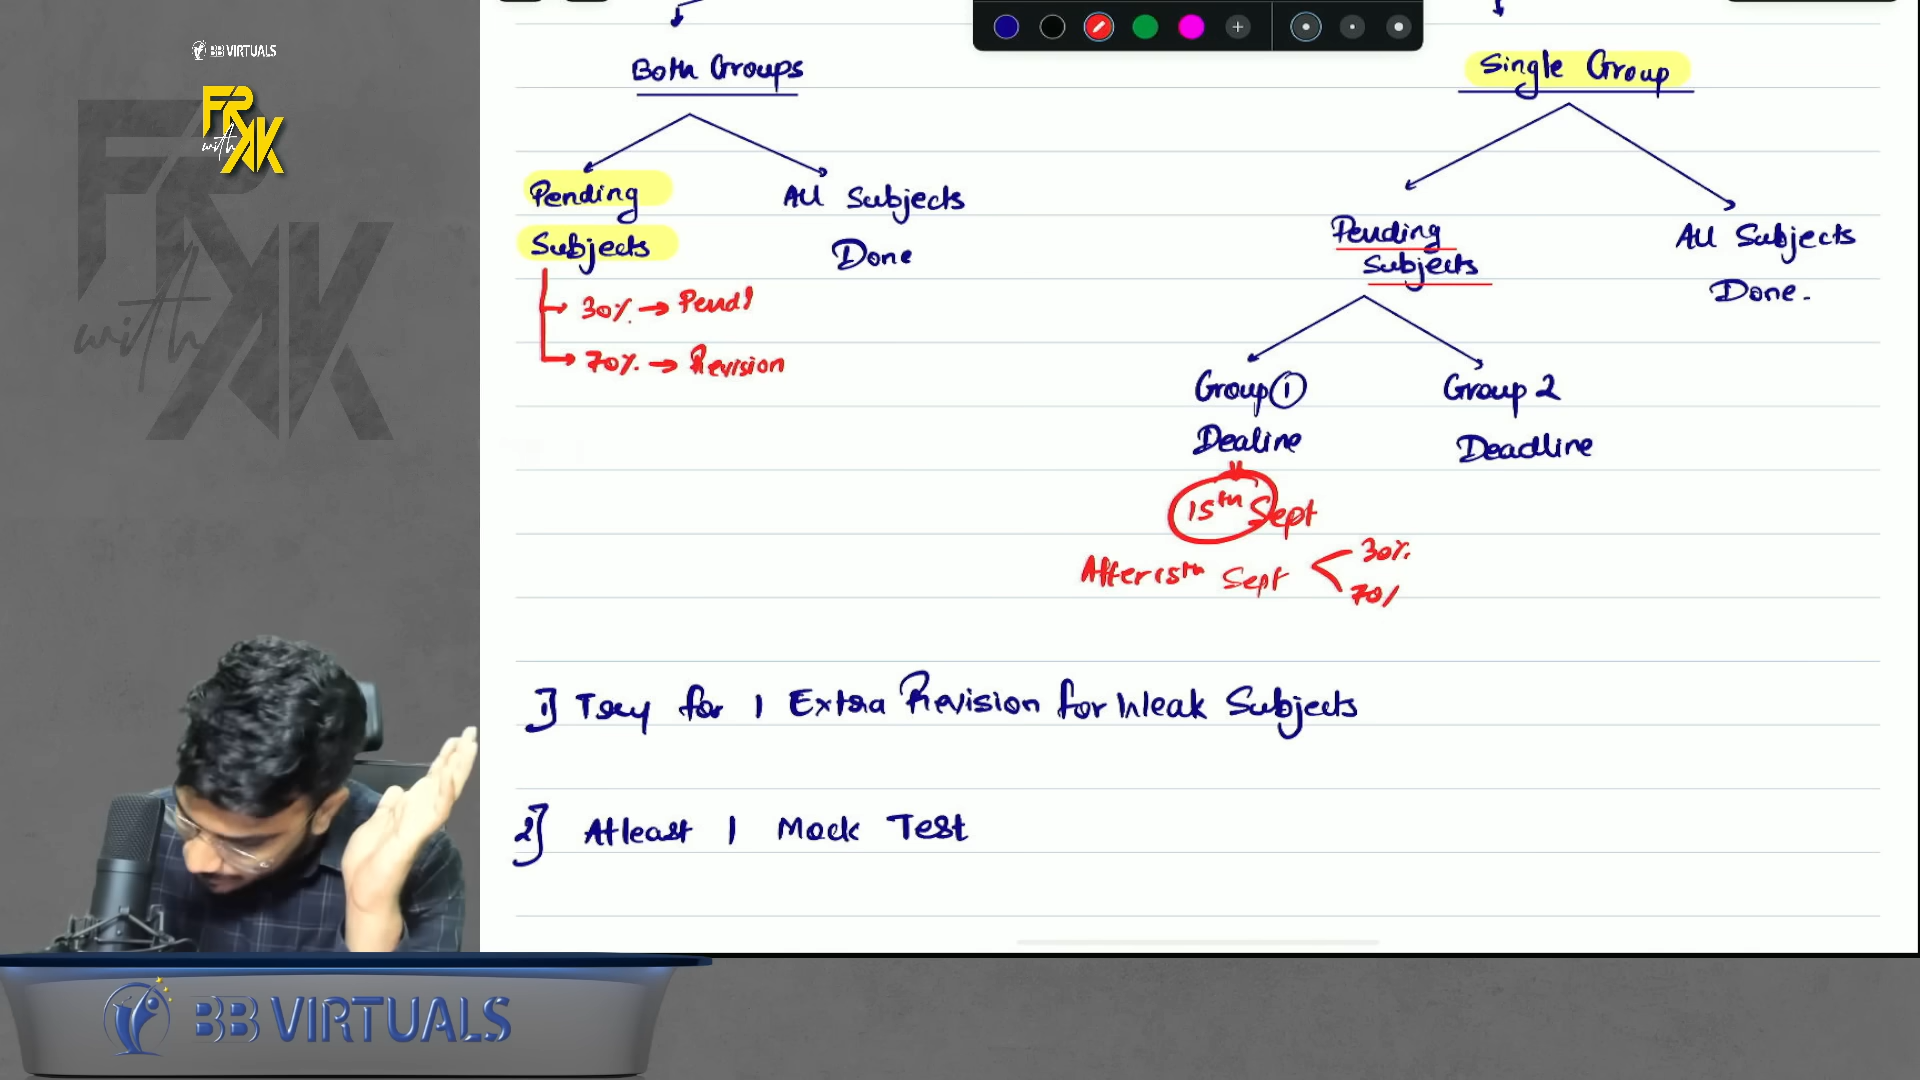 BB VIRTUALS
FR
with
KK
Both Groups
Single Group
Pending
Subjects
All Subjects
Done
30% → Pend
70% → Revision
Pending
Subjects
All Subjects
Done.
Group 1
Dealine
Group 2
Deadline
15th Sept
After 15th Sept
30%
70%
1] Try for 1 Extra Revision for Weak Subjects
2] Atleast 1 Mock Test
BB VIRTUALS